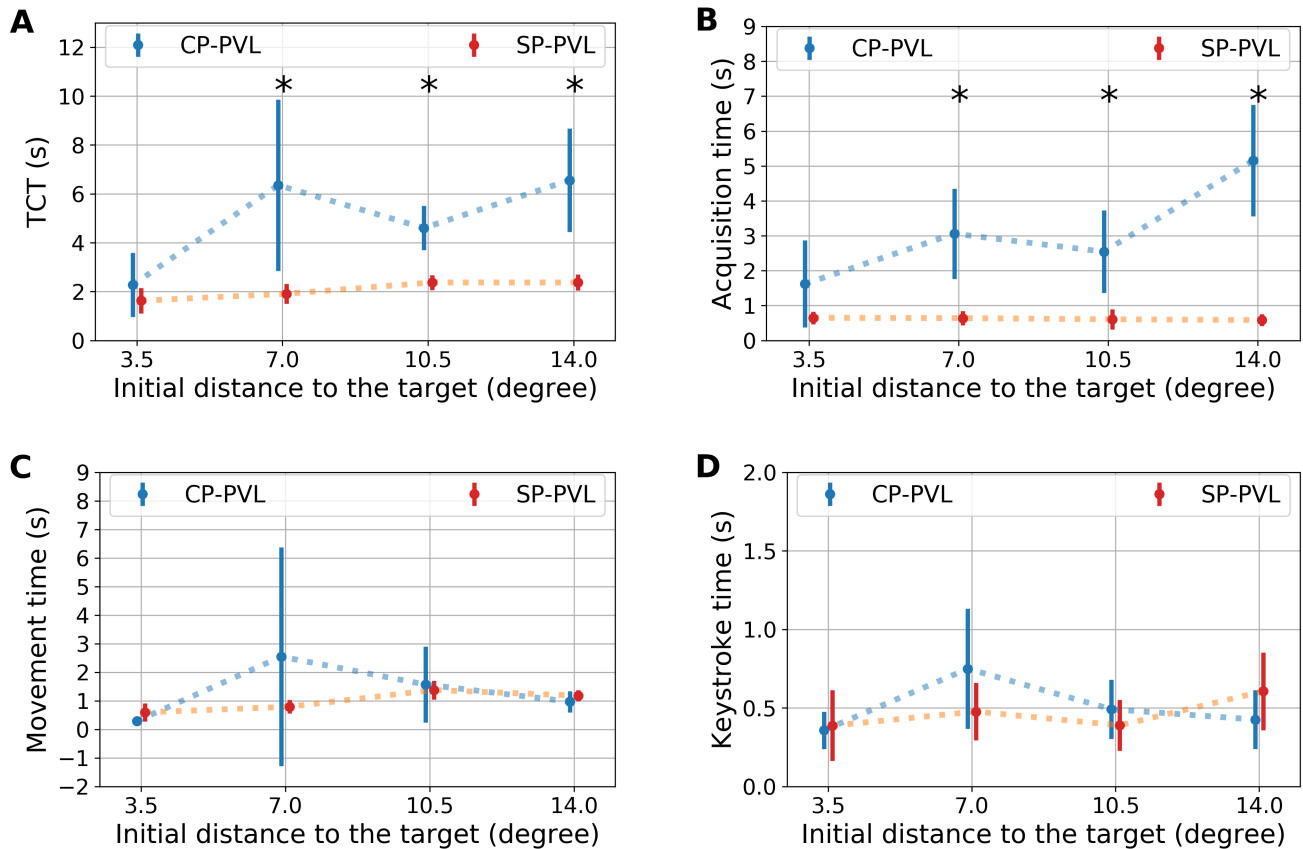 A
CP-PVL
SP-PVL
*
*
*
12
10
8
6
4
2
0
TCT (s)
3.5
7.0
10.5
14.0
Initial distance to the target (degree)
B
CP-PVL
SP-PVL
*
*
*
9
8
7
6
5
4
3
2
1
0
Acquisition time (s)
3.5
7.0
10.5
14.0
Initial distance to the target (degree)
C
CP-PVL
SP-PVL
9
8
7
6
5
4
3
2
1
0
−1
−2
Movement time (s)
3.5
7.0
10.5
14.0
Initial distance to the target (degree)
D
CP-PVL
SP-PVL
2.0
1.5
1.0
0.5
0.0
Keystroke time (s)
3.5
7.0
10.5
14.0
Initial distance to the target (degree)